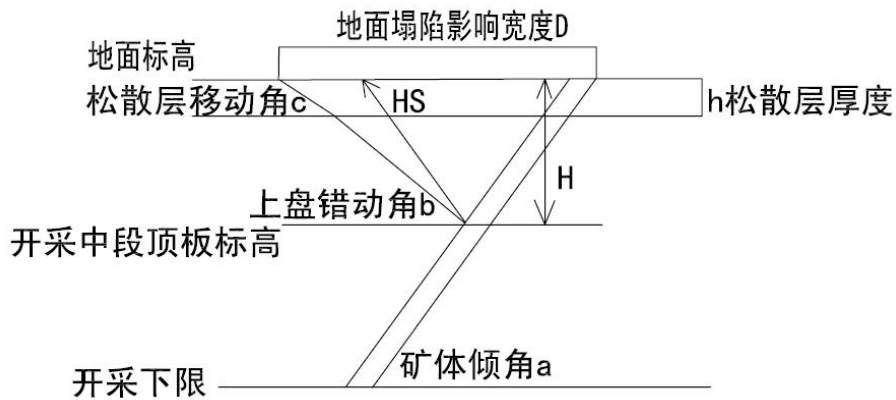 地面塌陷影响宽度D
地面标高
松散层移动角c
HS
h松散层厚度
H
上盘错动角b
开采中段顶板标高
矿体倾角a
开采下限